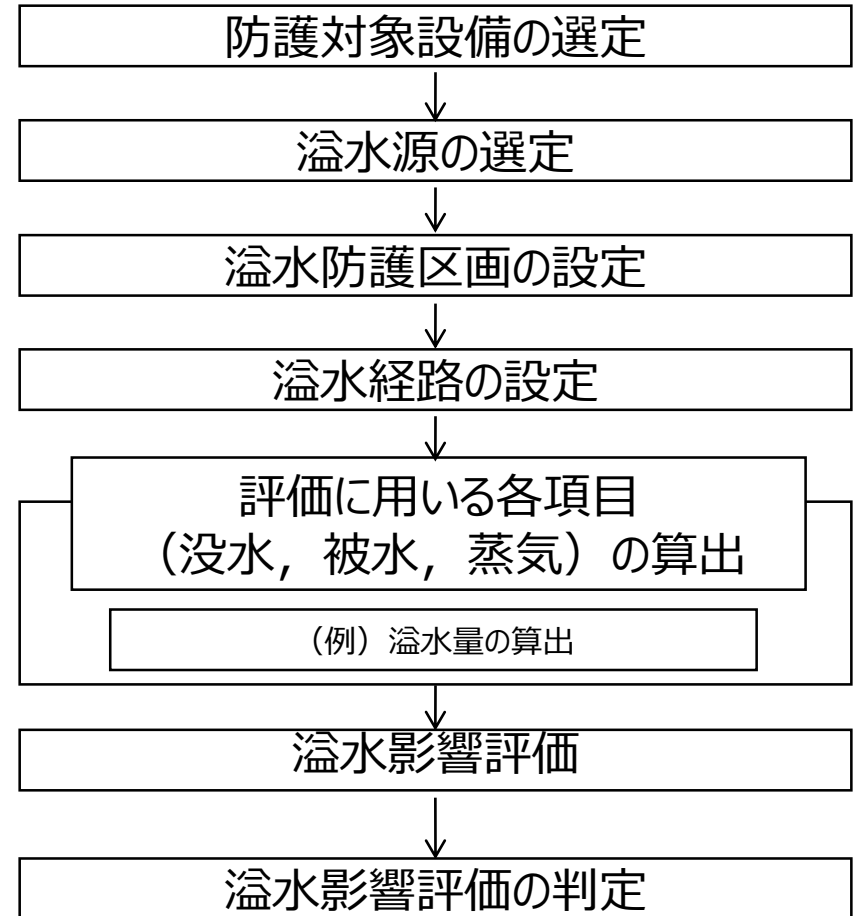 防護対象設備の選定
溢水源の選定
溢水防護区画の設定
溢水経路の設定
評価に用いる各項目
（没水，被水，蒸気）の算出
（例）溢水量の算出
溢水影響評価
溢水影響評価の判定